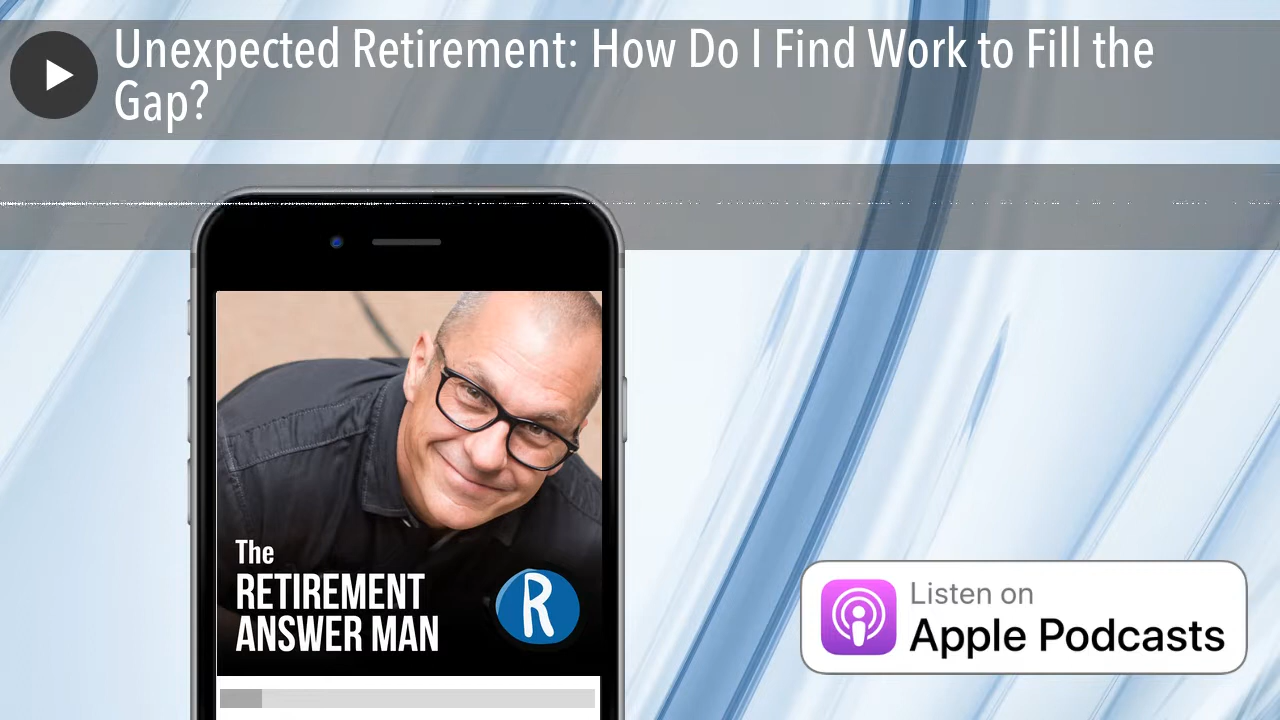 Unexpected Retirement: How Do I Find Work to Fill the
Gap?
The
RETIREMENT
ANSWER MAN
R
Listen on
Apple Podcasts